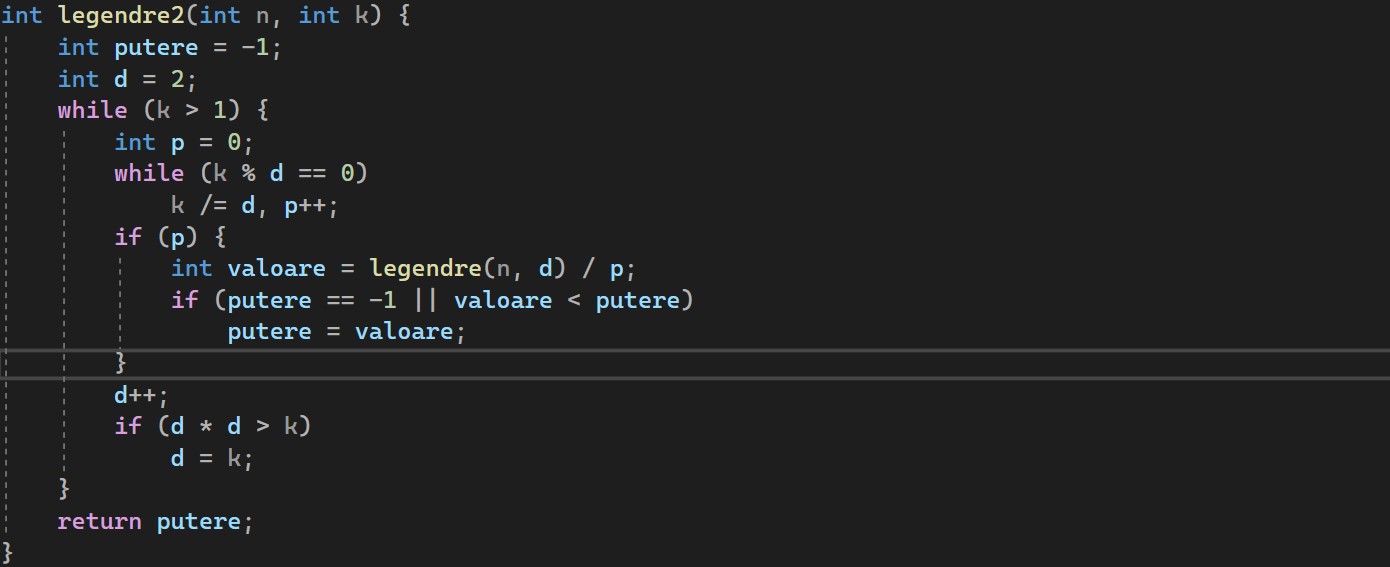 int legendre2(int n, int k) {
    int putere = -1;
    int d = 2;
    while (k > 1) {
        int p = 0;
        while (k % d == 0)
            k /= d, p++;
        if (p) {
            int valoare = legendre(n, d) / p;
            if (putere == -1 || valoare < putere)
                putere = valoare;
        }
        d++;
        if (d * d > k)
            d = k;
    }
    return putere;
}